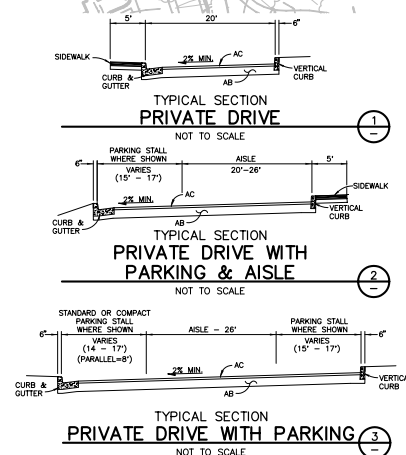 5' 20' 6"
SIDEWALK 2% MIN. AC
CURB & GUTTER AB VERTICAL CURB
TYPICAL SECTION
PRIVATE DRIVE 1
NOT TO SCALE –
PARKING STALL
WHERE SHOWN
6" VARIES AISLE 5'
(15' - 17') 20'-26'
SIDEWALK
2% MIN. AC
CURB & GUTTER AB VERTICAL CURB
TYPICAL SECTION
PRIVATE DRIVE WITH
PARKING & AISLE 2
NOT TO SCALE –
STANDARD OR COMPACT
PARKING STALL PARKING STALL
WHERE SHOWN AISLE - 26' WHERE SHOWN
6" VARIES VARIES 6"
(14 - 17') (15' - 17')
(PARALLEL=8')
2% MIN. AC
CURB & GUTTER AB CURB
TYPICAL SECTION
PRIVATE DRIVE WITH PARKING 3
NOT TO SCALE –